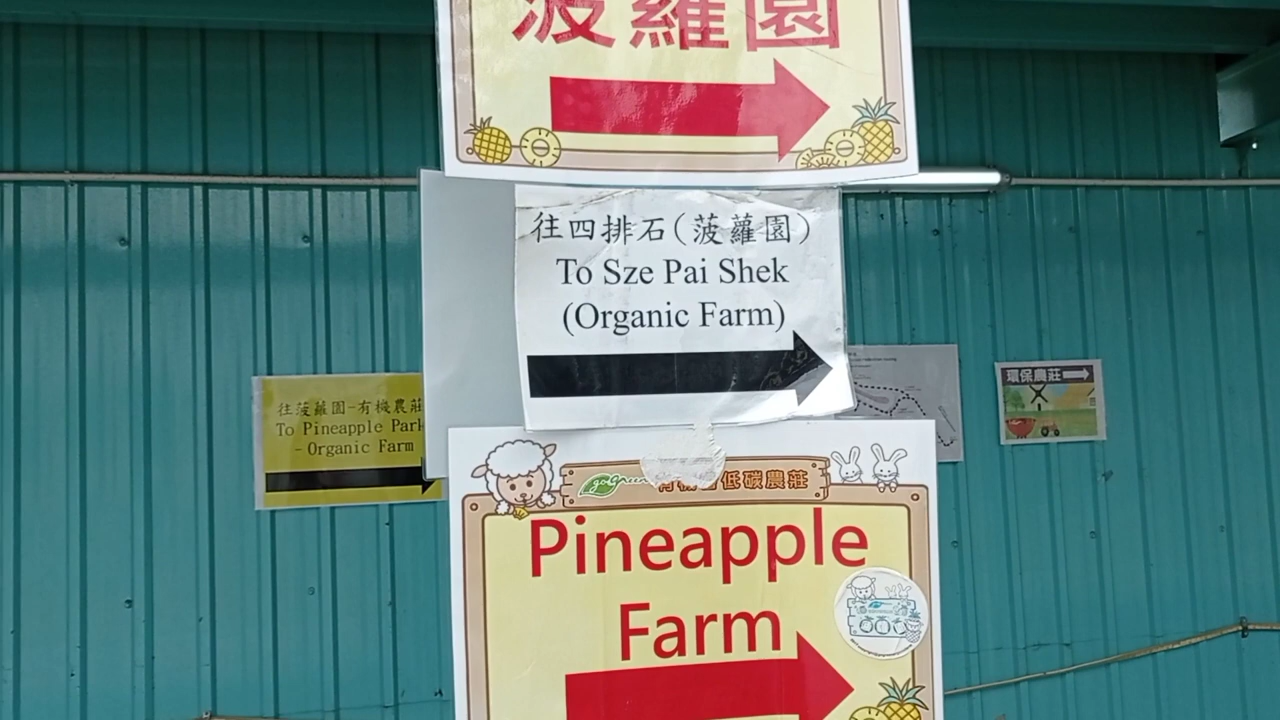 菠蘿園
往四排石(菠蘿園)
To Sze Pai Shek
(Organic Farm)
往菠蘿園-有機農莊
To Pineapple Park
- Organic Farm
環保農莊
goGreen
低碳農莊
Pineapple
Farm